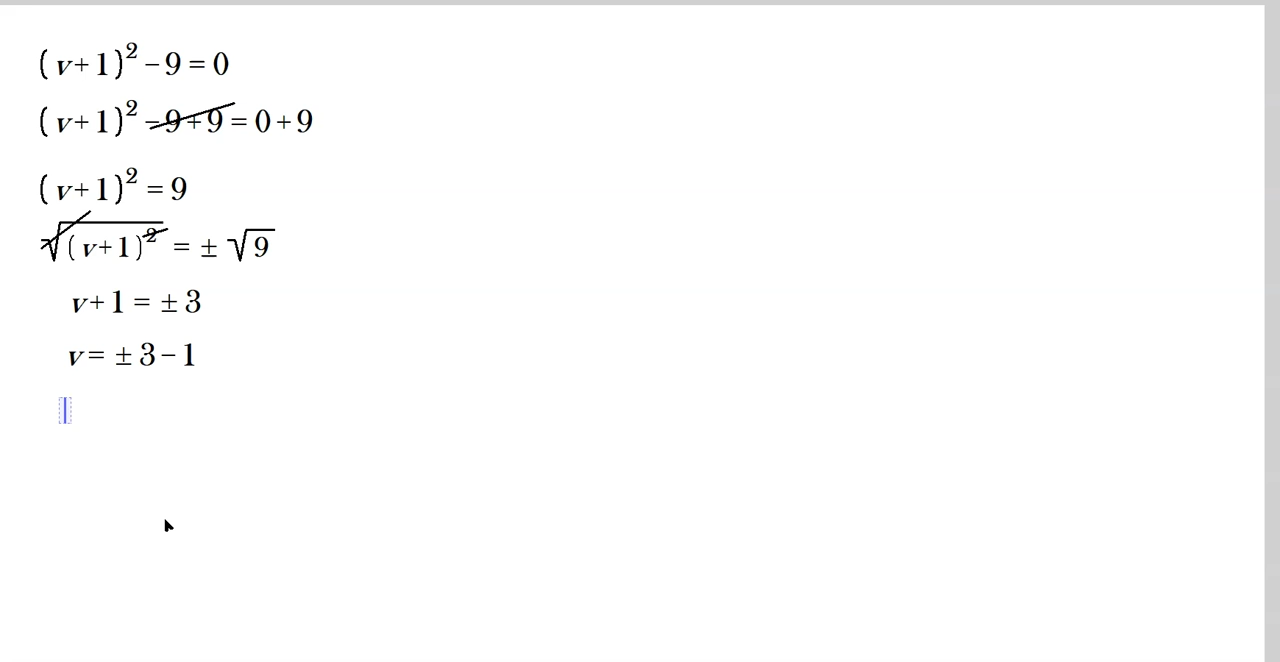 (v+1)² − 9 = 0
(v+1)² − 9 + 9 = 0 + 9
(v+1)² = 9
√(v+1)² = ± √9
v+1 = ± 3
v = ± 3 − 1